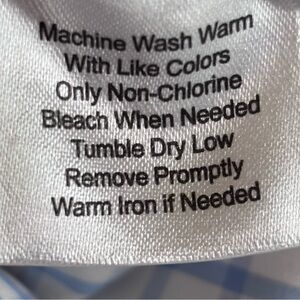 Machine Wash Warm
With Like Colors
Only Non-Chlorine
Bleach When Needed
Tumble Dry Low
Remove Promptly
Warm Iron if Needed